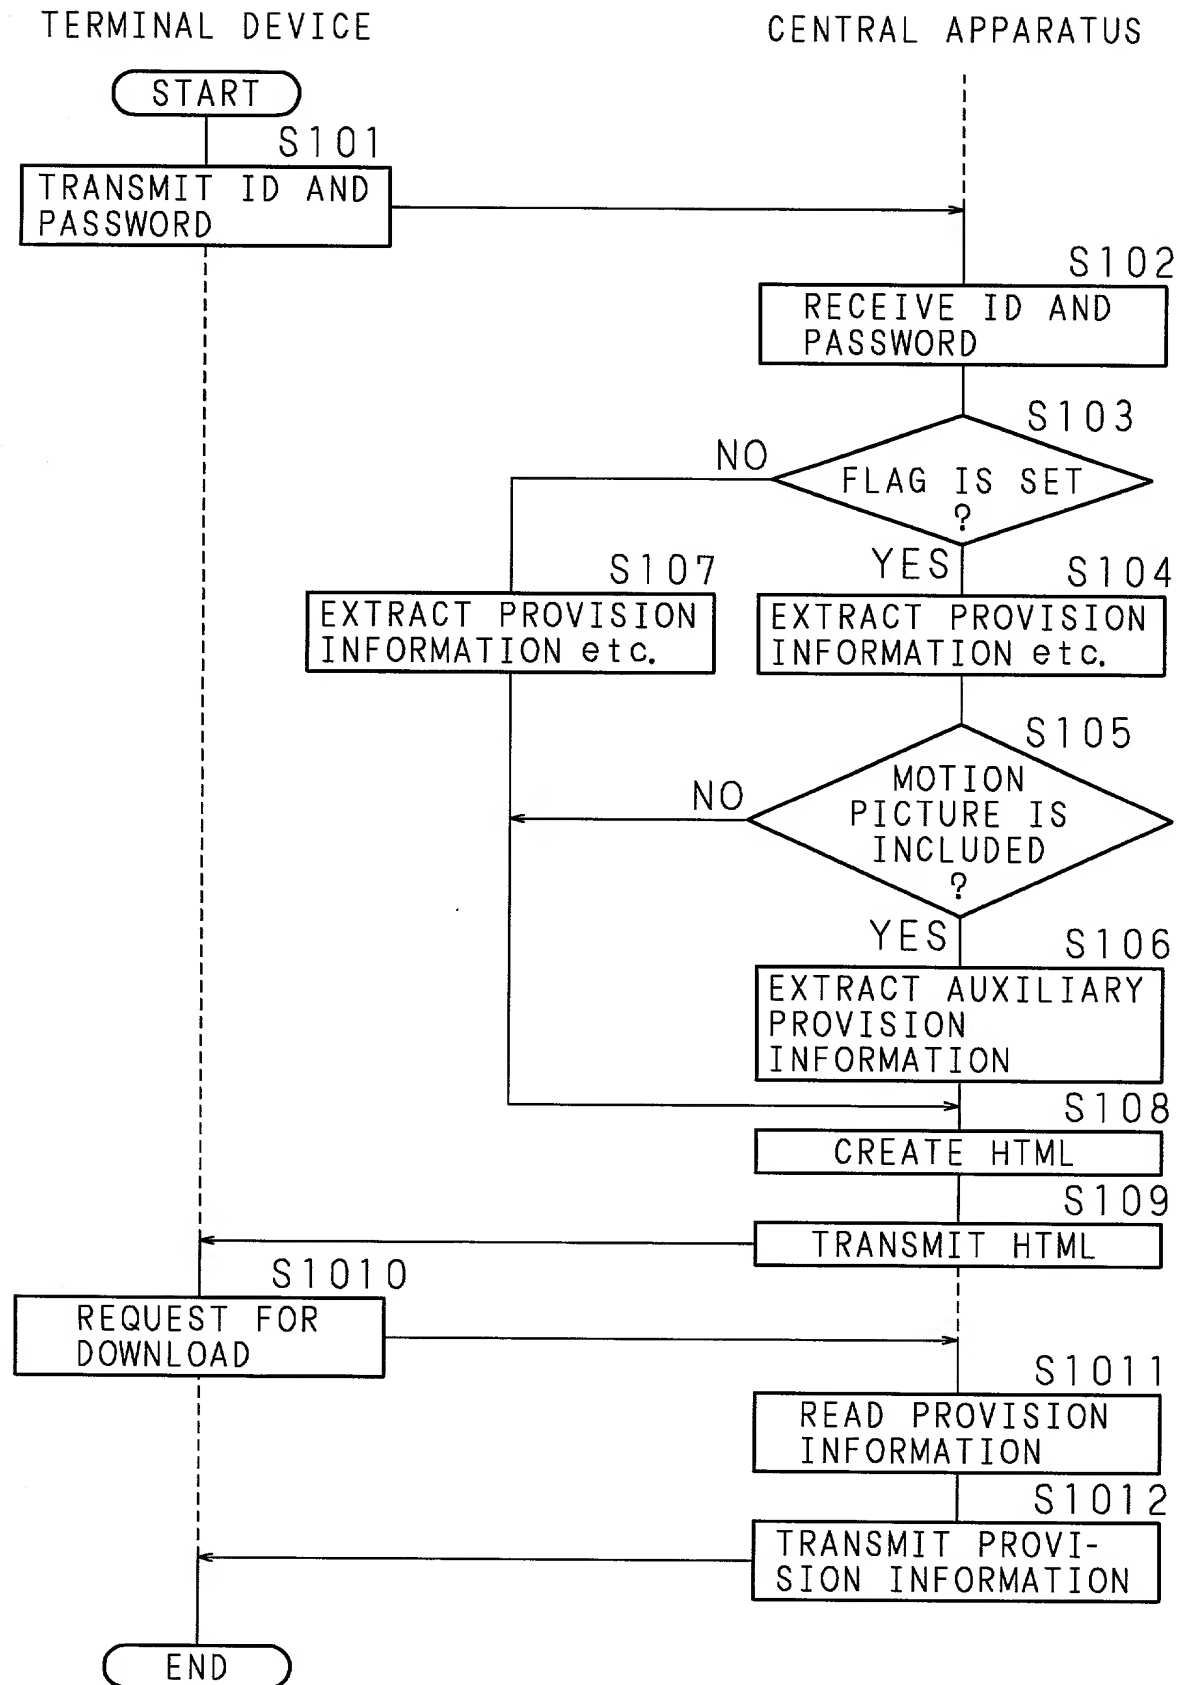 TERMINAL DEVICE
CENTRAL APPARATUS
START
S101
TRANSMIT ID AND
PASSWORD
S102
RECEIVE ID AND
PASSWORD
S103
NO
FLAG IS SET
?
YES
S107
S104
EXTRACT PROVISION
INFORMATION etc.
EXTRACT PROVISION
INFORMATION etc.
S105
MOTION
PICTURE IS
INCLUDED
?
NO
YES
S106
EXTRACT AUXILIARY
PROVISION
INFORMATION
S108
CREATE HTML
S109
TRANSMIT HTML
S1010
REQUEST FOR
DOWNLOAD
S1011
READ PROVISION
INFORMATION
S1012
TRANSMIT PROVI-
SION INFORMATION
END